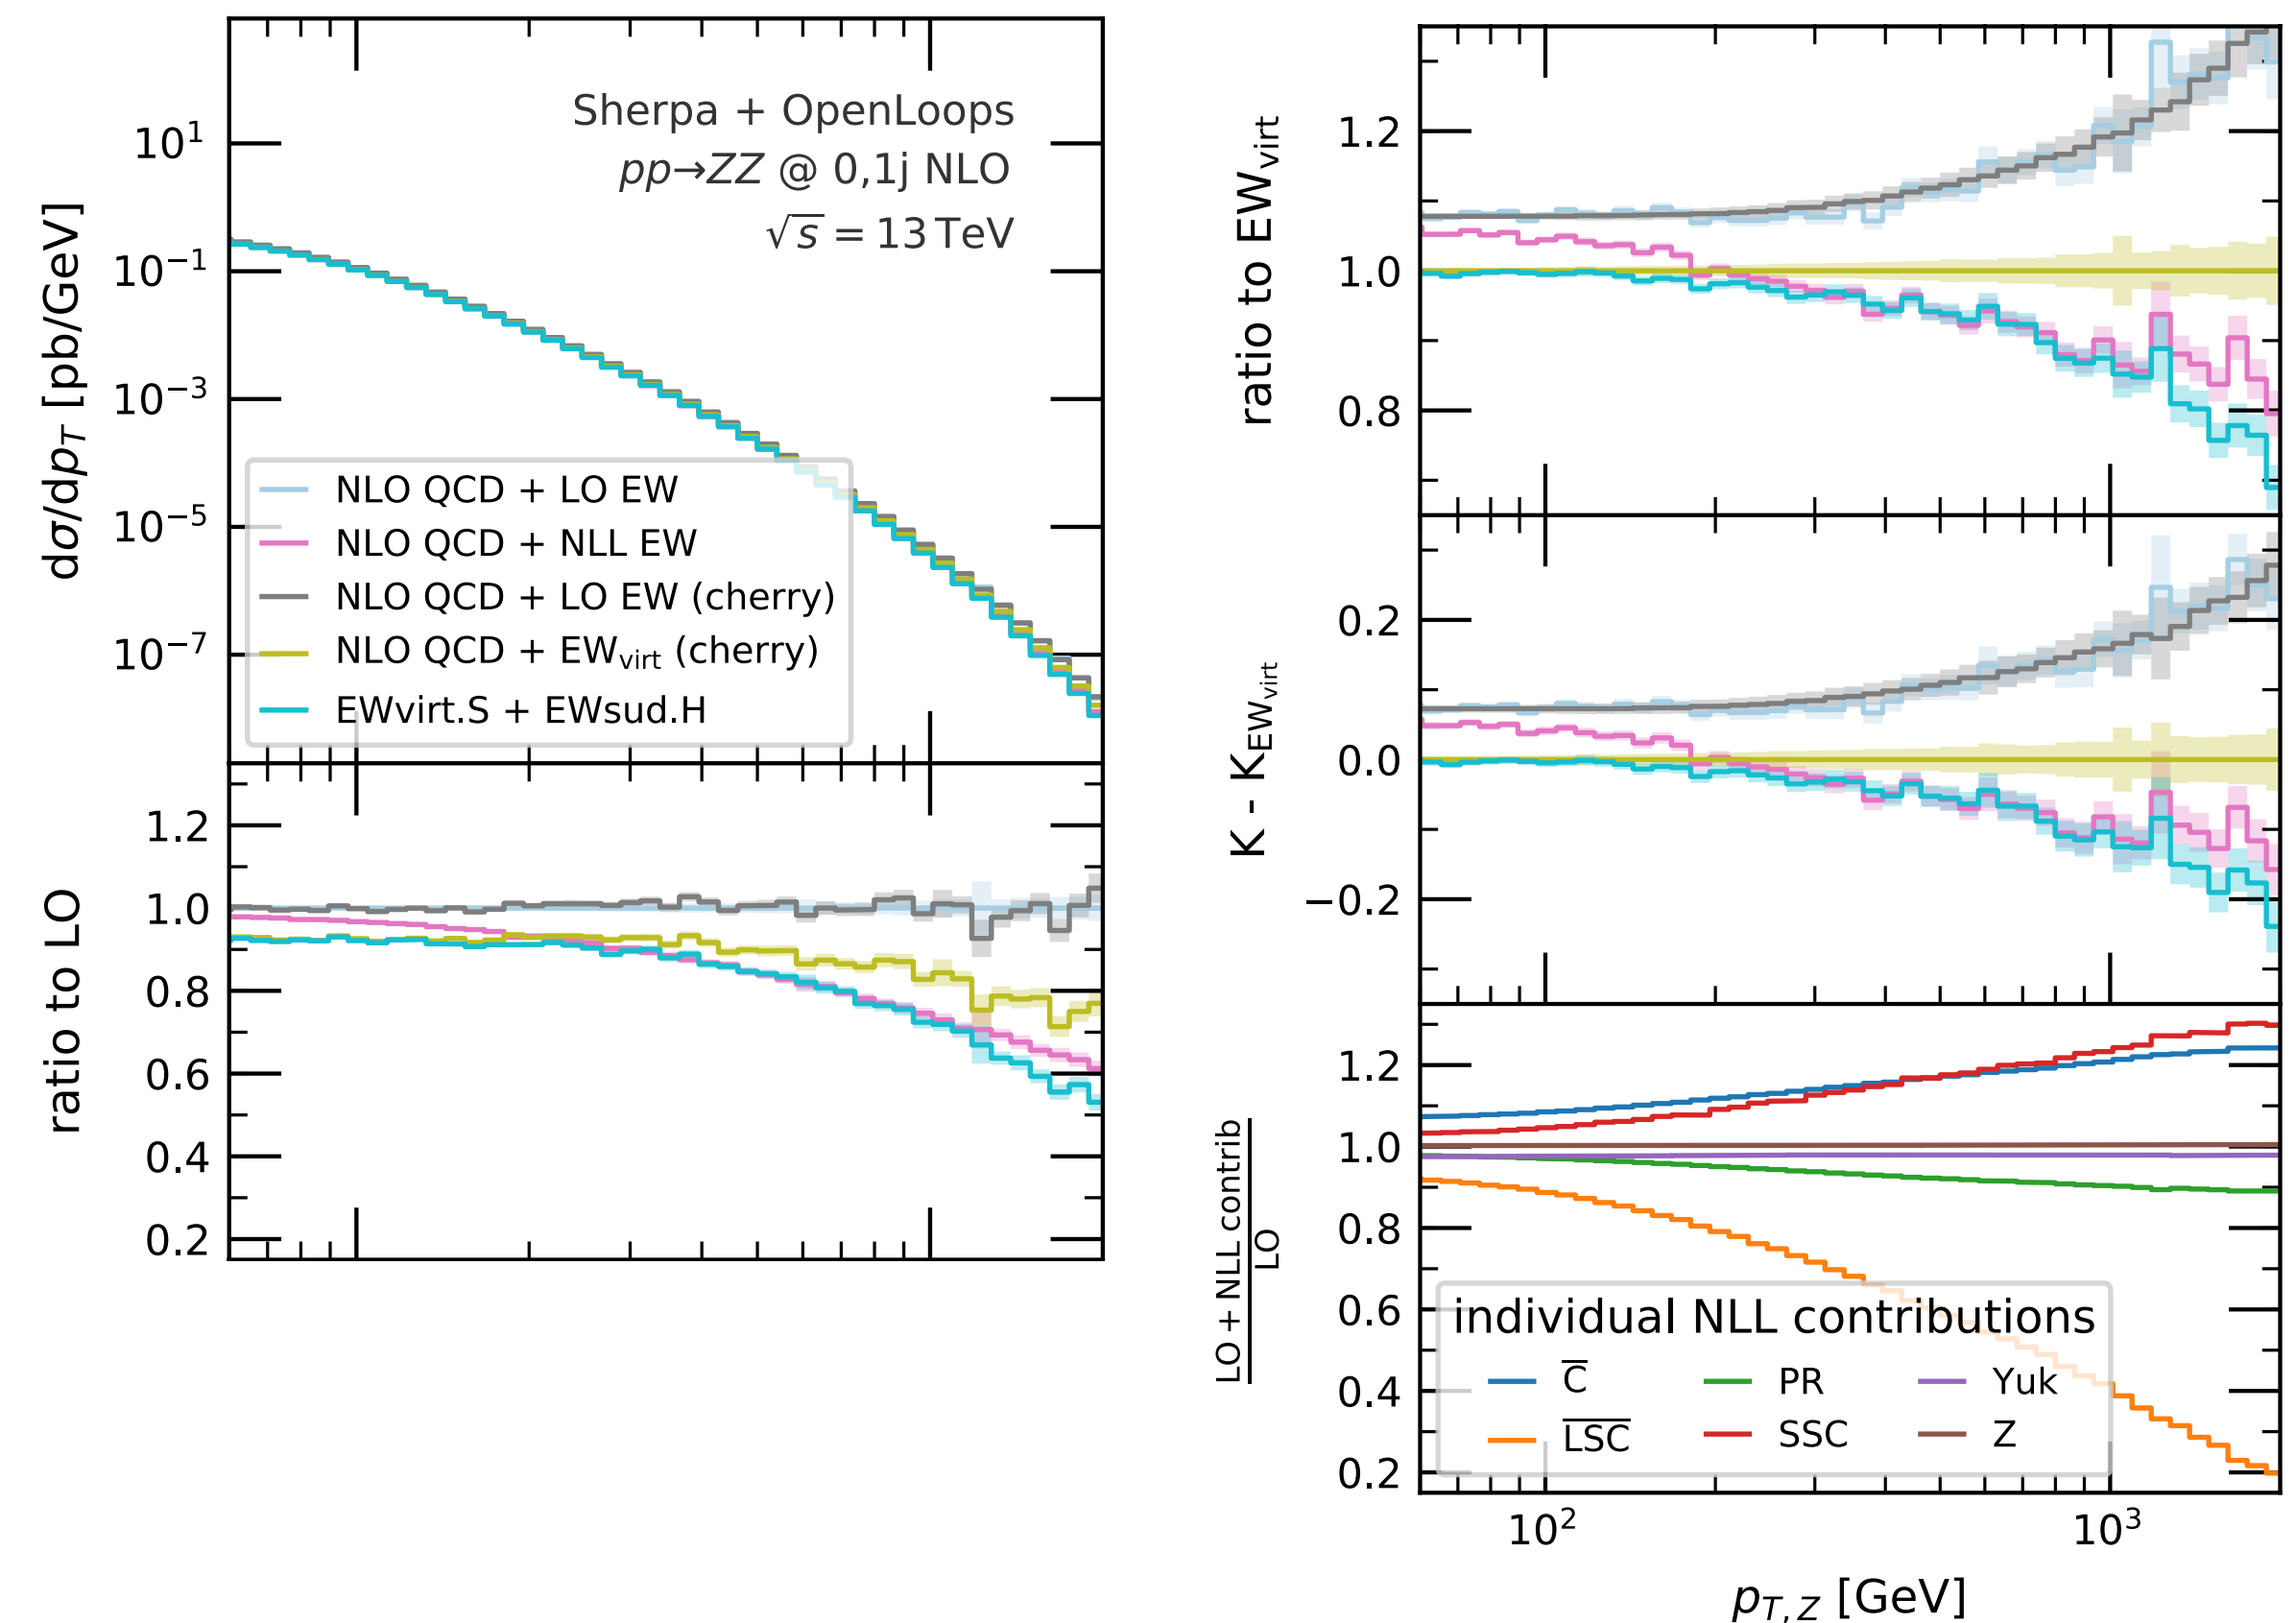 Sherpa + OpenLoops
pp→ZZ @ 0,1j NLO
√s = 13 TeV
dσ/dp_T [pb/GeV]
10^1
10^−1
10^−3
10^−5
10^−7
NLO QCD + LO EW
NLO QCD + NLL EW
NLO QCD + LO EW (cherry)
NLO QCD + EW_virt (cherry)
EWvirt.S + EWsud.H
ratio to LO
1.2
1.0
0.8
0.6
0.4
0.2
ratio to EW_virt
1.2
1.0
0.8
K - K_EW_virt
0.2
0.0
−0.2
LO + NLL contrib
LO
1.2
1.0
0.8
0.6
0.4
0.2
individual NLL contributions
C̅ PR Yuk
L̅S̅C̅ SSC Z
10^2 10^3
p_T, Z [GeV]